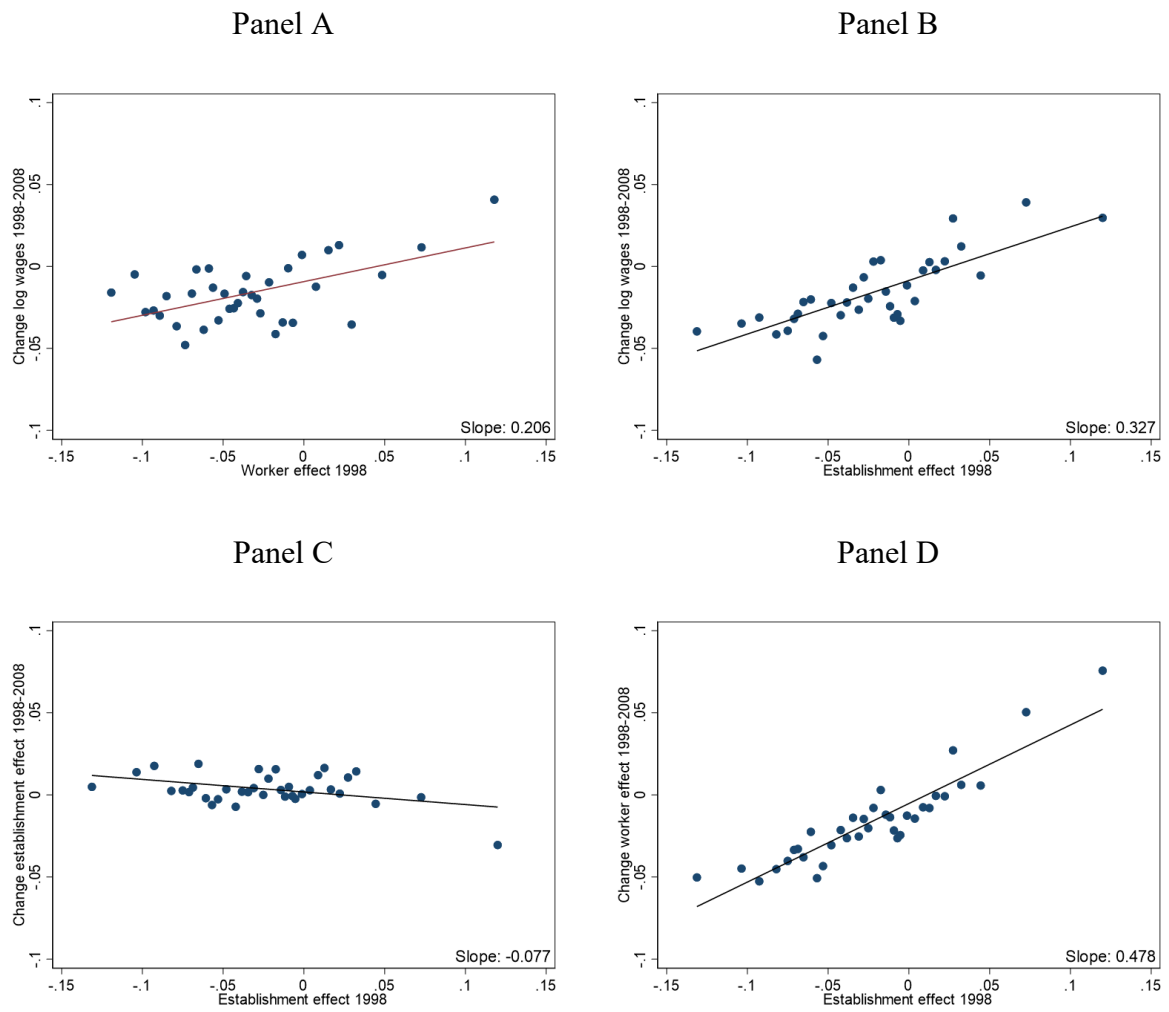 Panel A
Change log wages 1998-2008
.1
.05
0
-.05
-.1
Slope: 0.206
-.15 -.1 -.05 0 .05 .1 .15
Worker effect 1998
Panel B
Change log wages 1998-2008
.1
.05
0
-.05
-.1
Slope: 0.327
-.15 -.1 -.05 0 .05 .1 .15
Establishment effect 1998
Panel C
Change establishment effect 1998-2008
.1
.05
0
-.05
-.1
Slope: -0.077
-.15 -.1 -.05 0 .05 .1 .15
Establishment effect 1998
Panel D
Change worker effect 1998-2008
.1
.05
0
-.05
-.1
Slope: 0.478
-.15 -.1 -.05 0 .05 .1 .15
Establishment effect 1998